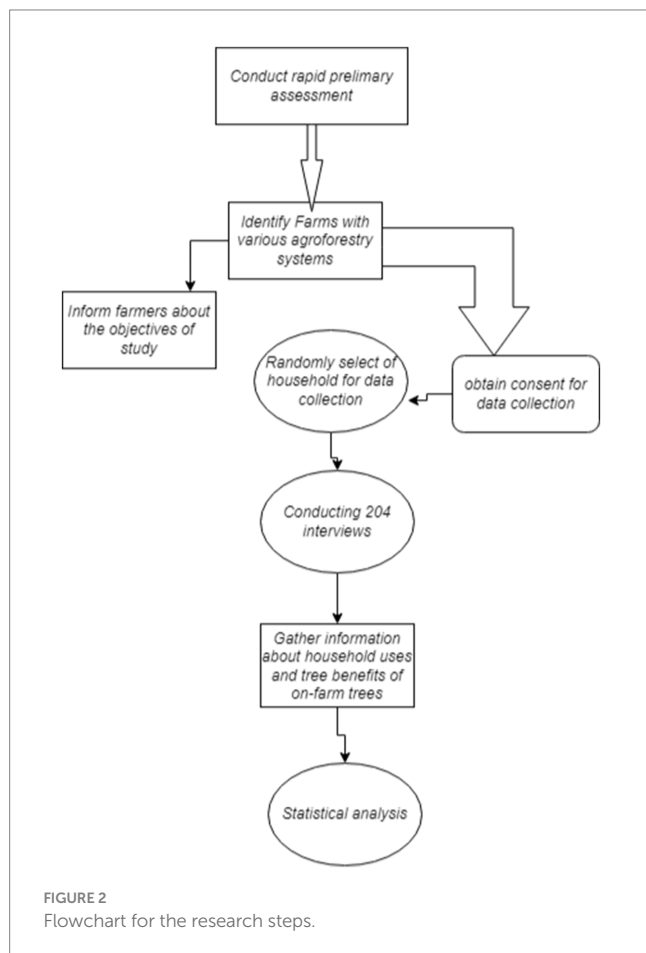 Conduct rapid prelimary
assessment
Identify Farms with
various agroforestry
systems
Inform farmers about
the objectives of
study
obtain consent for
data collection
Randomly select of
household for data
collection
Conducting 204
interviews
Gather information
about household uses
and tree benefits of
on-farm trees
Statistical analysis
FIGURE 2
Flowchart for the research steps.